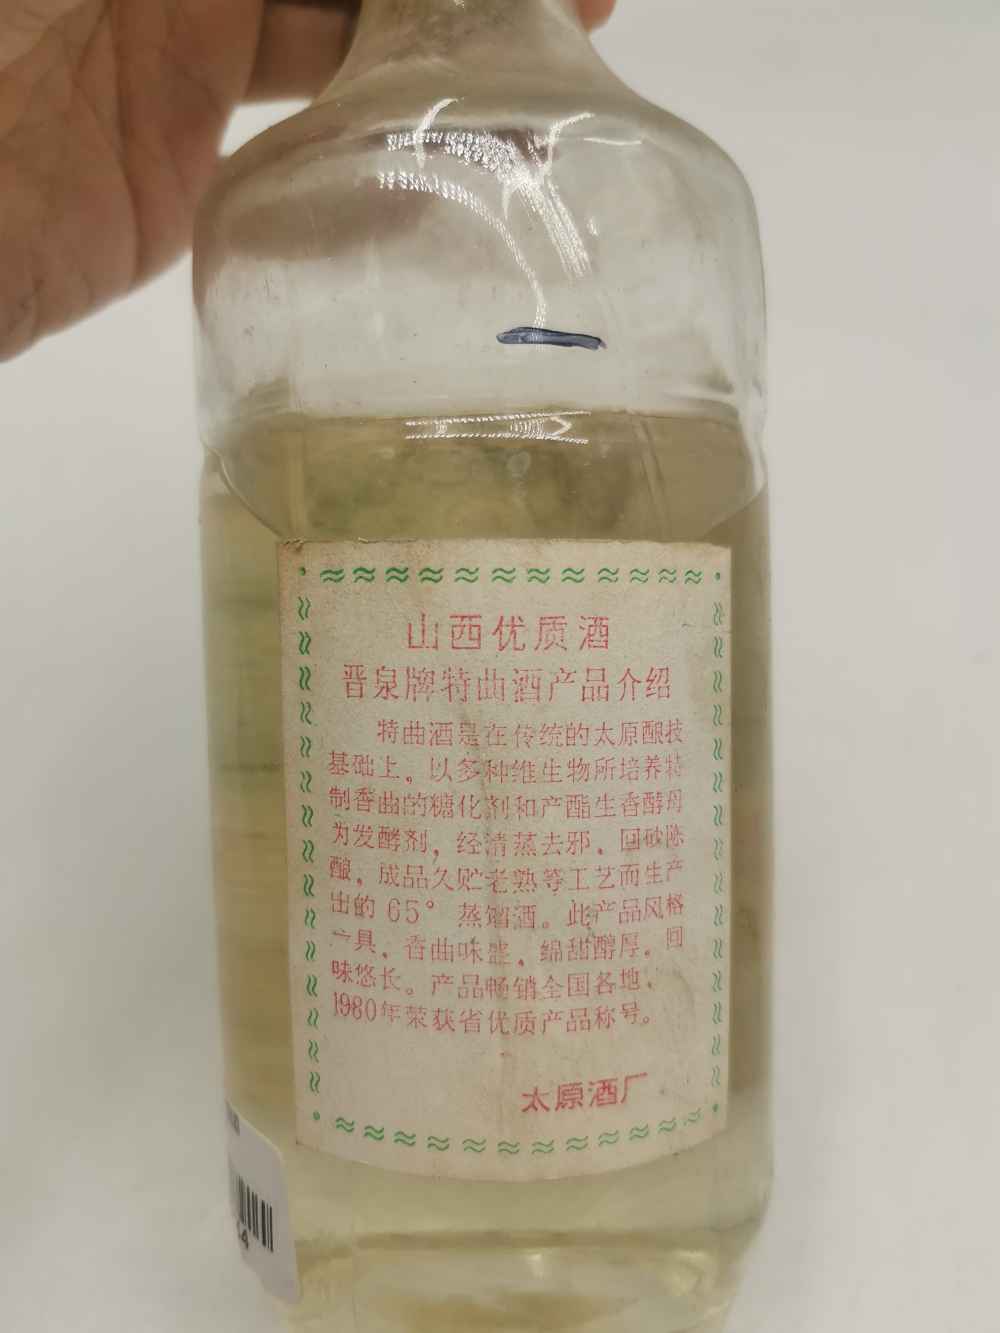 山西优质酒
晋泉牌特曲酒产品介绍
特曲酒是在传统的太原酿技
基础上，以多种维生物所培养特
制香曲的糖化剂和产酯生香酵母
为发酵剂，经清蒸去邪，回砂陈
酿，成品久贮老熟等工艺而生产
出的65°蒸馏酒。此产品风格
具，香曲味，绵甜醇厚。回
味悠长。产品畅销全国各地，
1980年荣获省优质产品称号。
太原酒厂